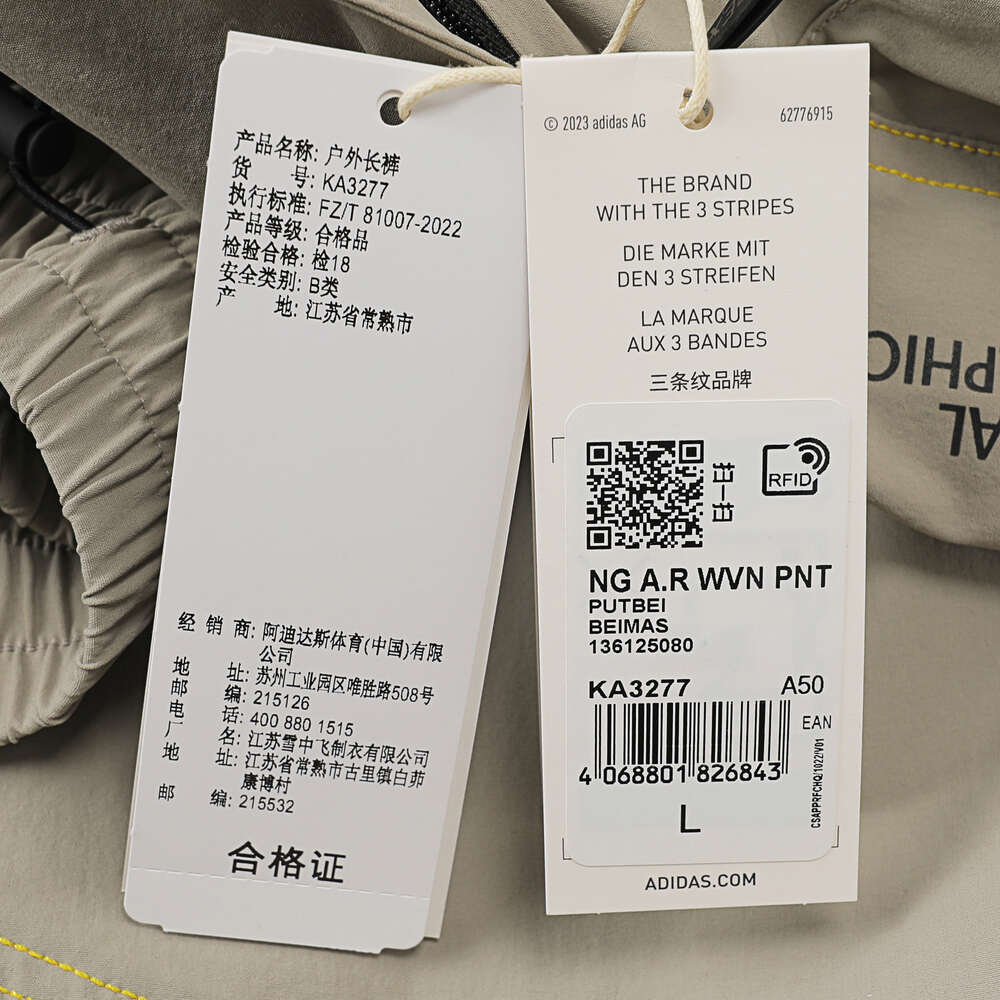 产品名称: 户外长裤
货 号: KA3277
执行标准: FZ/T 81007-2022
产品等级: 合格品
检验合格: 检18
安全类别: B类
产 地: 江苏省常熟市
经 销 商: 阿迪达斯体育(中国)有限
公司
地 址: 苏州工业园区唯胜路508号
邮 编: 215126
电 话: 400 880 1515
厂 名: 江苏雪中飞制衣有限公司
地 址: 江苏省常熟市古里镇白茆
康博村
邮 编: 215532
合格证
© 2023 adidas AG
62776915
THE BRAND
WITH THE 3 STRIPES
DIE MARKE MIT
DEN 3 STREIFEN
LA MARQUE
AUX 3 BANDES
三条纹品牌
扫一扫
RFID
NG A.R WVN PNT
PUTBEI
BEIMAS
136125080
KA3277 A50
EAN
4 068801 826843
CSAPPRFCHQ/1022/V01
L
ADIDAS.COM
AL
PHIC